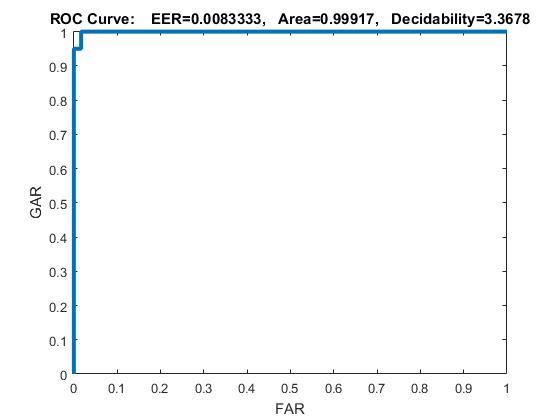 ROC Curve: EER=0.0083333, Area=0.99917, Decidability=3.3678
1
0.9
0.8
0.7
0.6
0.5
0.4
0.3
0.2
0.1
0
GAR
0 0.1 0.2 0.3 0.4 0.5 0.6 0.7 0.8 0.9 1
FAR